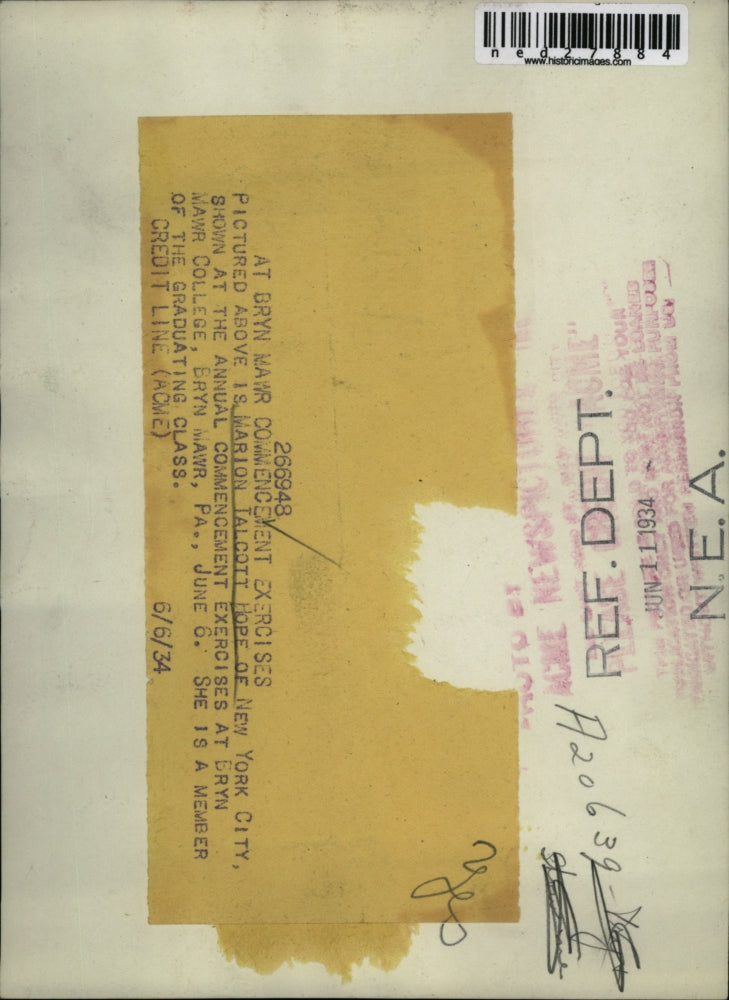 ned27884
www.historicimages.com
266948
AT BRYN MAWR COMMENCEMENT EXERCISES
PICTURED ABOVE IS MARION TALCOTT HOPE OF NEW YORK CITY,
SHOWN AT THE ANNUAL COMMENCEMENT EXERCISES AT BRYN
MAWR COLLEGE, BRYN MAWR, PA., JUNE 6. SHE IS A MEMBER
OF THE GRADUATING CLASS.
CREDIT LINE (ACME) 6/6/34
N.E.A.
JUN 11 1934
REF. DEPT.
ACME
A20639